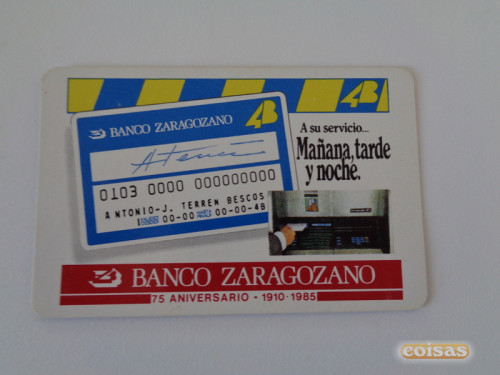 4B
BANCO ZARAGOZANO 4B
A su servicio...
Mañana, tarde
y noche.
0103 0000 000000000
ANTONIO-J. TERREN BESCOS
00-00 00-00-4B
BANCO ZARAGOZANO
75 ANIVERSARIO - 1910-1985
coisas